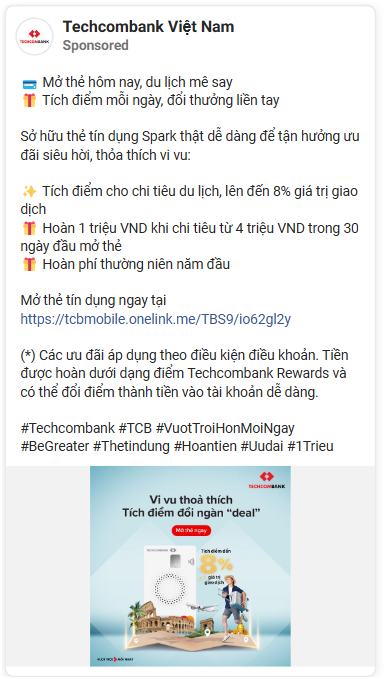 TECHCOMBANK
Techcombank Việt Nam
Sponsored
💳 Mở thẻ hôm nay, du lịch mê say
🎁 Tích điểm mỗi ngày, đổi thưởng liền tay
Sở hữu thẻ tín dụng Spark thật dễ dàng để tận hưởng ưu
đãi siêu hời, thỏa thích vi vu:
✨ Tích điểm cho chi tiêu du lịch, lên đến 8% giá trị giao
dịch
🎁 Hoàn 1 triệu VND khi chi tiêu từ 4 triệu VND trong 30
ngày đầu mở thẻ
🎁 Hoàn phí thường niên năm đầu
Mở thẻ tín dụng ngay tại
https://tcbmobile.onelink.me/TBS9/io62gl2y
(*) Các ưu đãi áp dụng theo điều kiện điều khoản. Tiền
được hoàn dưới dạng điểm Techcombank Rewards và
có thể đổi điểm thành tiền vào tài khoản dễ dàng.
#Techcombank #TCB #VuotTroiHonMoiNgay
#BeGreater #Thetindung #Hoantien #Uudai #1Trieu
TECHCOMBANK
Vi vu thoả thích
Tích điểm đổi ngàn “deal”
Mở thẻ ngay
TECHCOMBANK
Tích điểm đến
8%
giá trị
giao dịch
VƯỢT TRỘI HƠN MỖI NGÀY